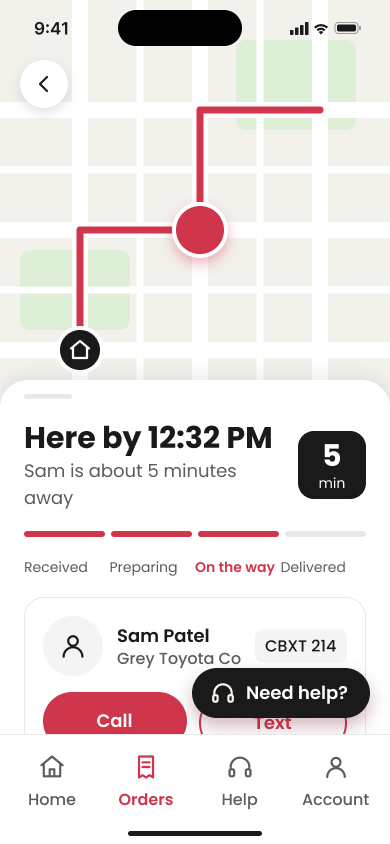 9:41
Here by 12:32 PM
Sam is about 5 minutes
away
5
min
Received Preparing On the way Delivered
Sam Patel
Grey Toyota Co
CBXT 214
Need help?
Call
Text
Home Orders Help Account